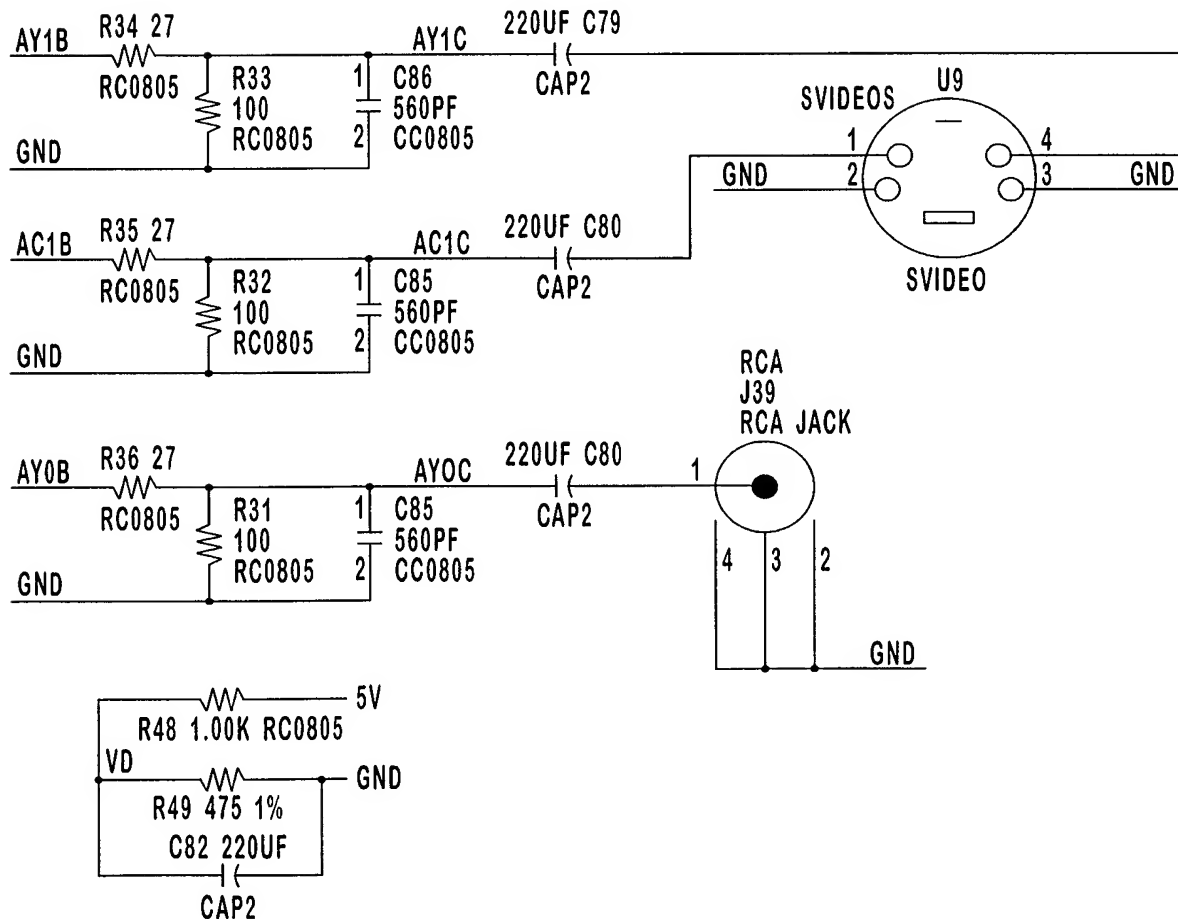 R34 27
AY1B
AY1C
220UF C79
RC0805
R33
100
RC0805
1
C86
560PF
2
CC0805
CAP2
GND
U9
SVIDEOS
1
4
GND
2
3
GND
SVIDEO
R35 27
AC1B
AC1C
220UF C80
RC0805
R32
100
RC0805
1
C85
560PF
2
CC0805
CAP2
GND
RCA
J39
RCA JACK
R36 27
AY0B
AYOC
220UF C80
1
RC0805
R31
100
RC0805
1
C85
560PF
2
CC0805
CAP2
4
3
2
GND
GND
5V
R48 1.00K RC0805
VD
GND
R49 475 1%
C82 220UF
CAP2